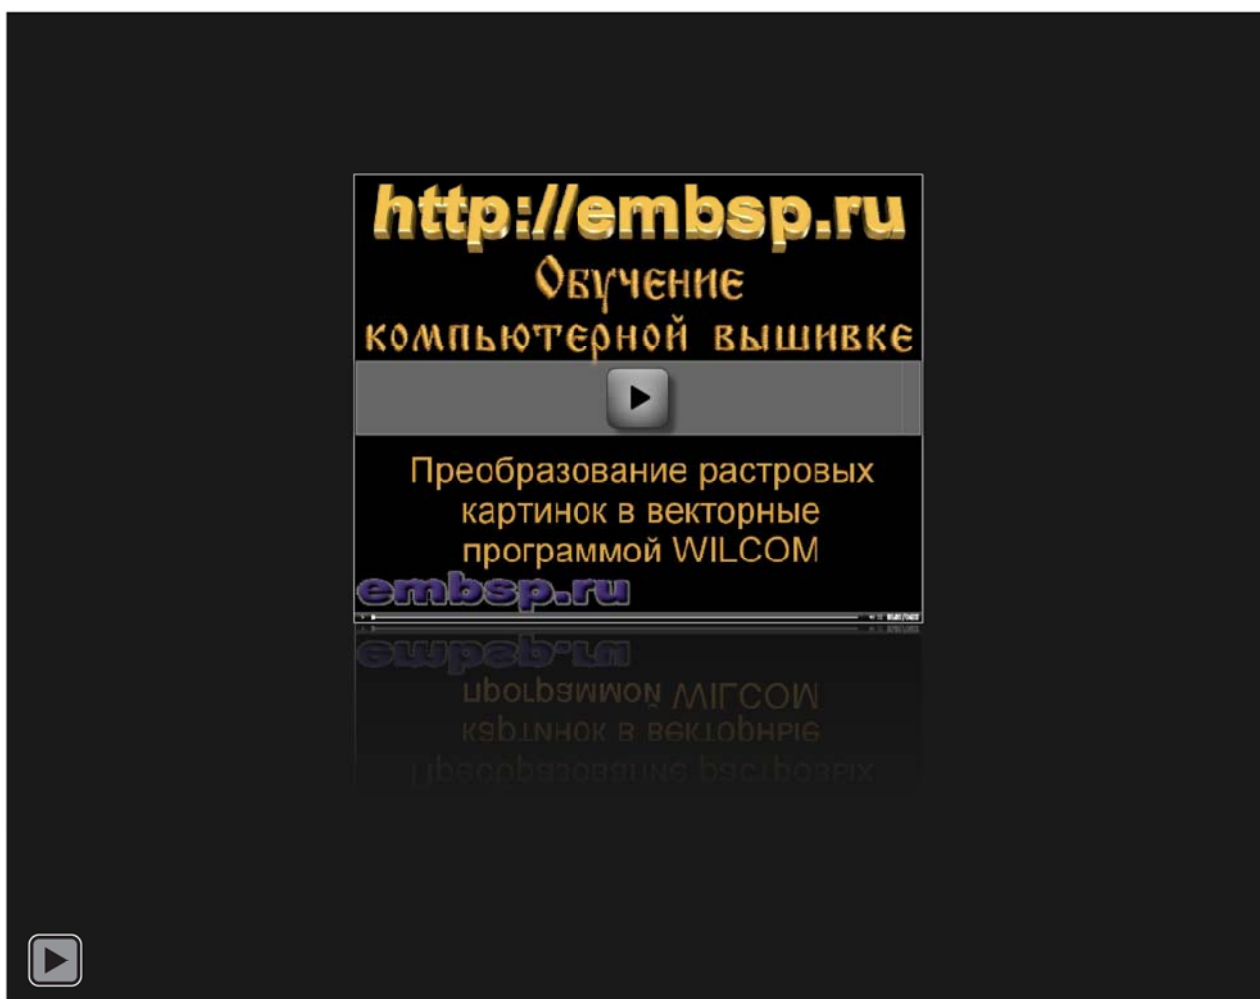 http://embsp.ru
Обучение
компьютерной вышивке
Преобразование растровых
картинок в векторные
программой WILCOM
embsp.ru